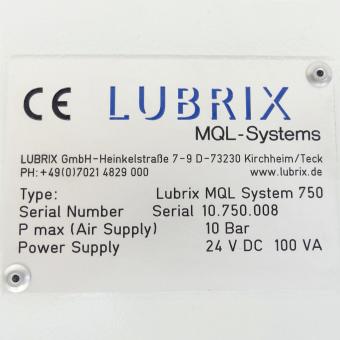 CE LUBRIX
MQL-Systems
LUBRIX GmbH-Heinkelstraße 7-9 D-73230 Kirchheim/Teck
PH:+49(0)7021 4829 000 www.lubrix.de
Type: Lubrix MQL System 750
Serial Number Serial 10.750.008
P max (Air Supply) 10 Bar
Power Supply 24 V DC 100 VA